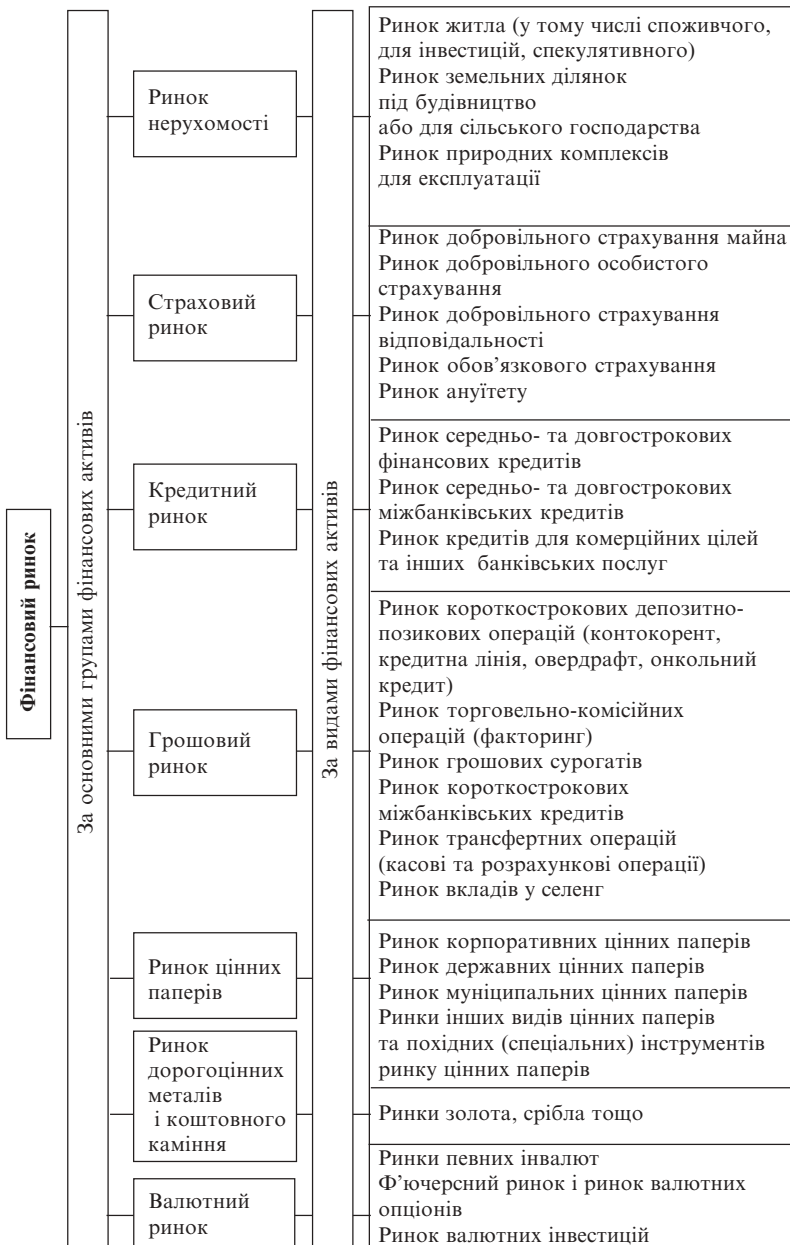 Фінансовий ринок
За основними групами фінансових активів
Ринок
нерухомості
Страховий
ринок
Кредитний
ринок
Грошовий
ринок
Ринок цінних
паперів
Ринок
дорогоцінних
металів
і коштовного
каміння
Валютний
ринок
За видами фінансових активів
Ринок житла (у тому числі споживчого,
для інвестицій, спекулятивного)
Ринок земельних ділянок
під будівництво
або для сільського господарства
Ринок природних комплексів
для експлуатації
Ринок добровільного страхування майна
Ринок добровільного особистого
страхування
Ринок добровільного страхування
відповідальності
Ринок обов’язкового страхування
Ринок ануїтету
Ринок середньо- та довгострокових
фінансових кредитів
Ринок середньо- та довгострокових
міжбанківських кредитів
Ринок кредитів для комерційних цілей
та інших банківських послуг
Ринок короткострокових депозитно-
позикових операцій (контокорент,
кредитна лінія, овердрафт, онкольний
кредит)
Ринок торговельно-комісійних
операцій (факторинг)
Ринок грошових сурогатів
Ринок короткострокових
міжбанківських кредитів
Ринок трансфертних операцій
(касові та розрахункові операції)
Ринок вкладів у селенг
Ринок корпоративних цінних паперів
Ринок державних цінних паперів
Ринок муніципальних цінних паперів
Ринки інших видів цінних паперів
та похідних (спеціальних) інструментів
ринку цінних паперів
Ринки золота, срібла тощо
Ринки певних інвалют
Ф’ючерсний ринок і ринок валютних
опціонів
Ринок валютних інвестицій